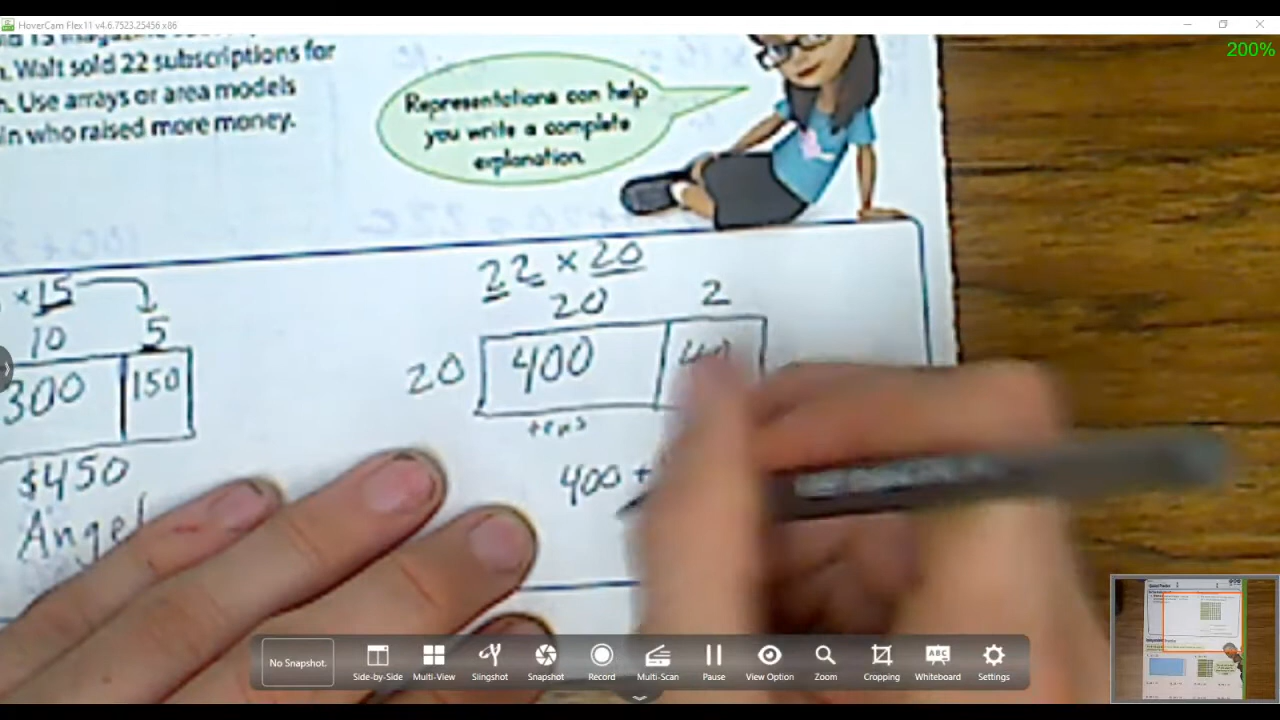 HoverCam Flex11 v4.6.7523.25456 x86
200%
Walt sold 22 subscriptions for
Use arrays or area models
who raised more money.
Representations can help
you write a complete
explanation.
×15
10 5
300 150
$450
Angel
22 × 20
20 2
20 400 40
tens
400 +
No Snapshot.
Side-by-Side
Multi-View
Slingshot
Snapshot
Record
Multi-Scan
Pause
View Option
Zoom
Cropping
ABC
Whiteboard
Settings